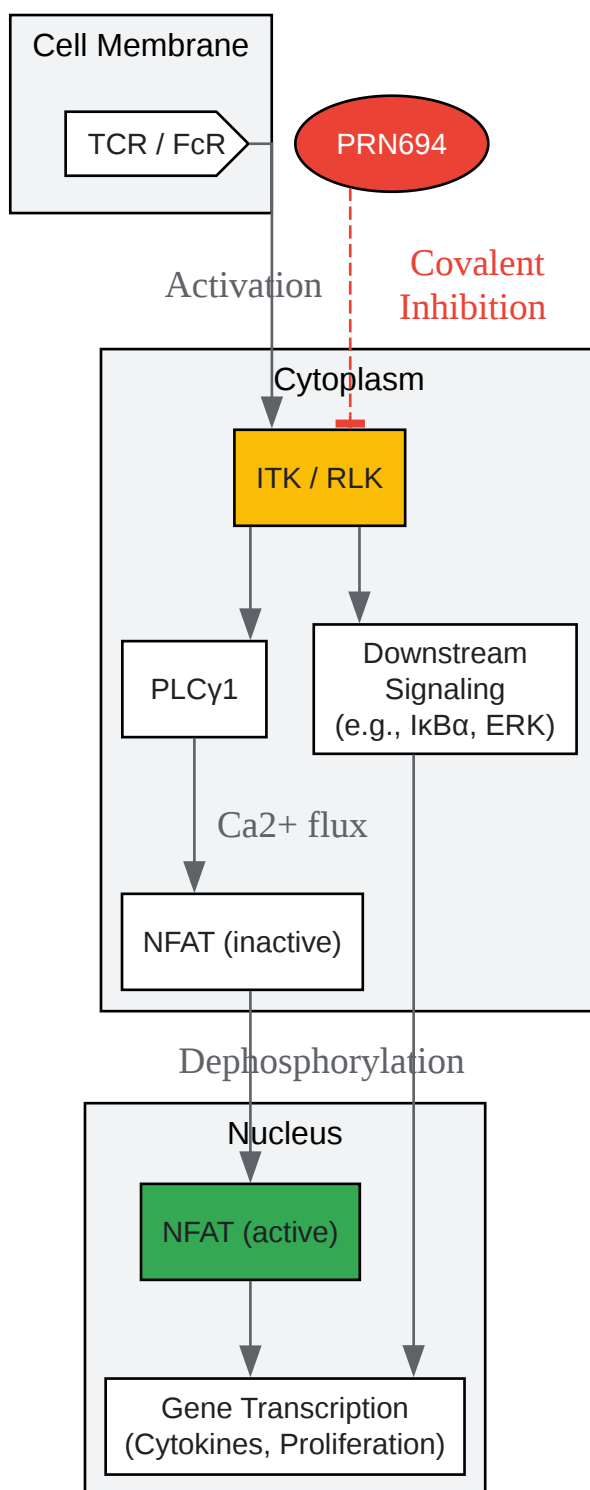 Cell Membrane
TCR / FcR
PRN694
Activation
Covalent
Inhibition
Cytoplasm
ITK / RLK
PLCγ1
Downstream
Signaling
(e.g., IκBα, ERK)
Ca2+ flux
NFAT (inactive)
Dephosphorylation
Nucleus
NFAT (active)
Gene Transcription
(Cytokines, Proliferation)